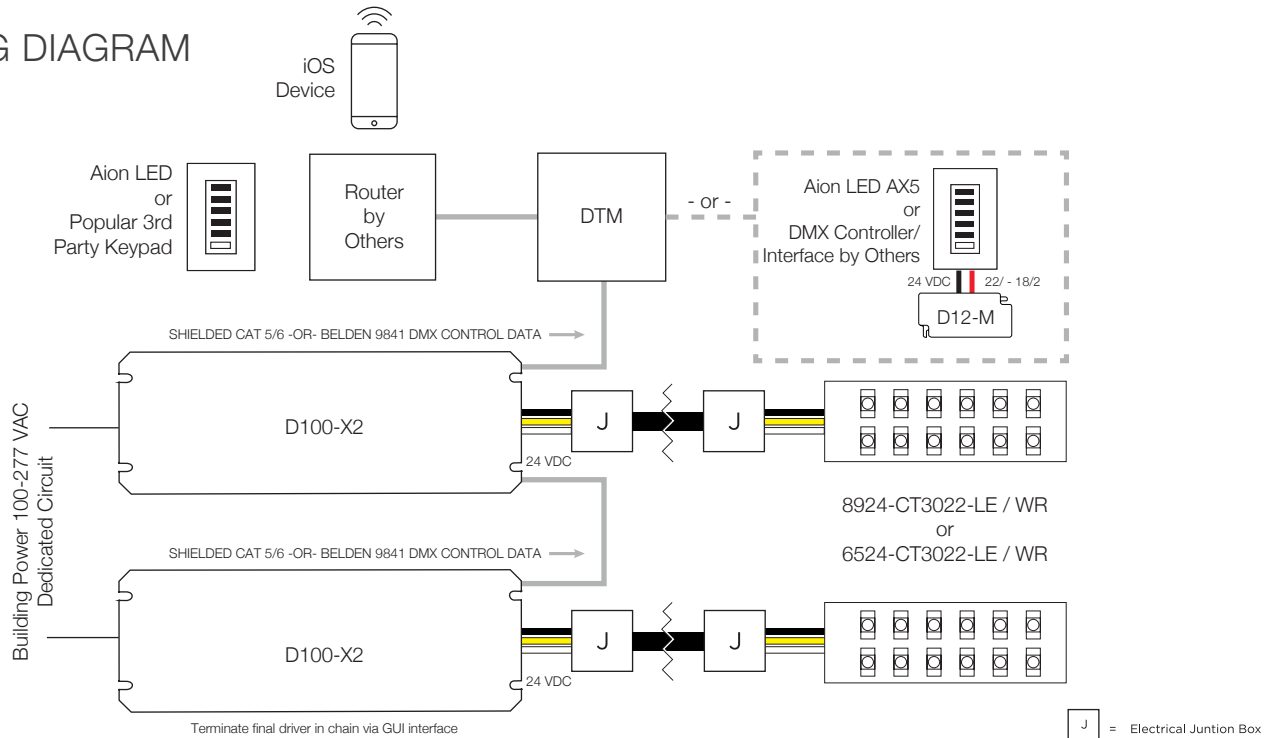 G DIAGRAM
iOS
Device
Aion LED
or
Popular 3rd
Party Keypad
Router
by
Others
DTM
- or -
Aion LED AX5
or
DMX Controller/
Interface by Others
24 VDC
22/ - 18/2
D12-M
SHIELDED CAT 5/6 -OR- BELDEN 9841 DMX CONTROL DATA
Building Power 100-277 VAC
Dedicated Circuit
D100-X2
24 VDC
J
J
8924-CT3022-LE / WR
or
6524-CT3022-LE / WR
SHIELDED CAT 5/6 -OR- BELDEN 9841 DMX CONTROL DATA
D100-X2
24 VDC
J
J
Terminate final driver in chain via GUI interface
J = Electrical Juntion Box